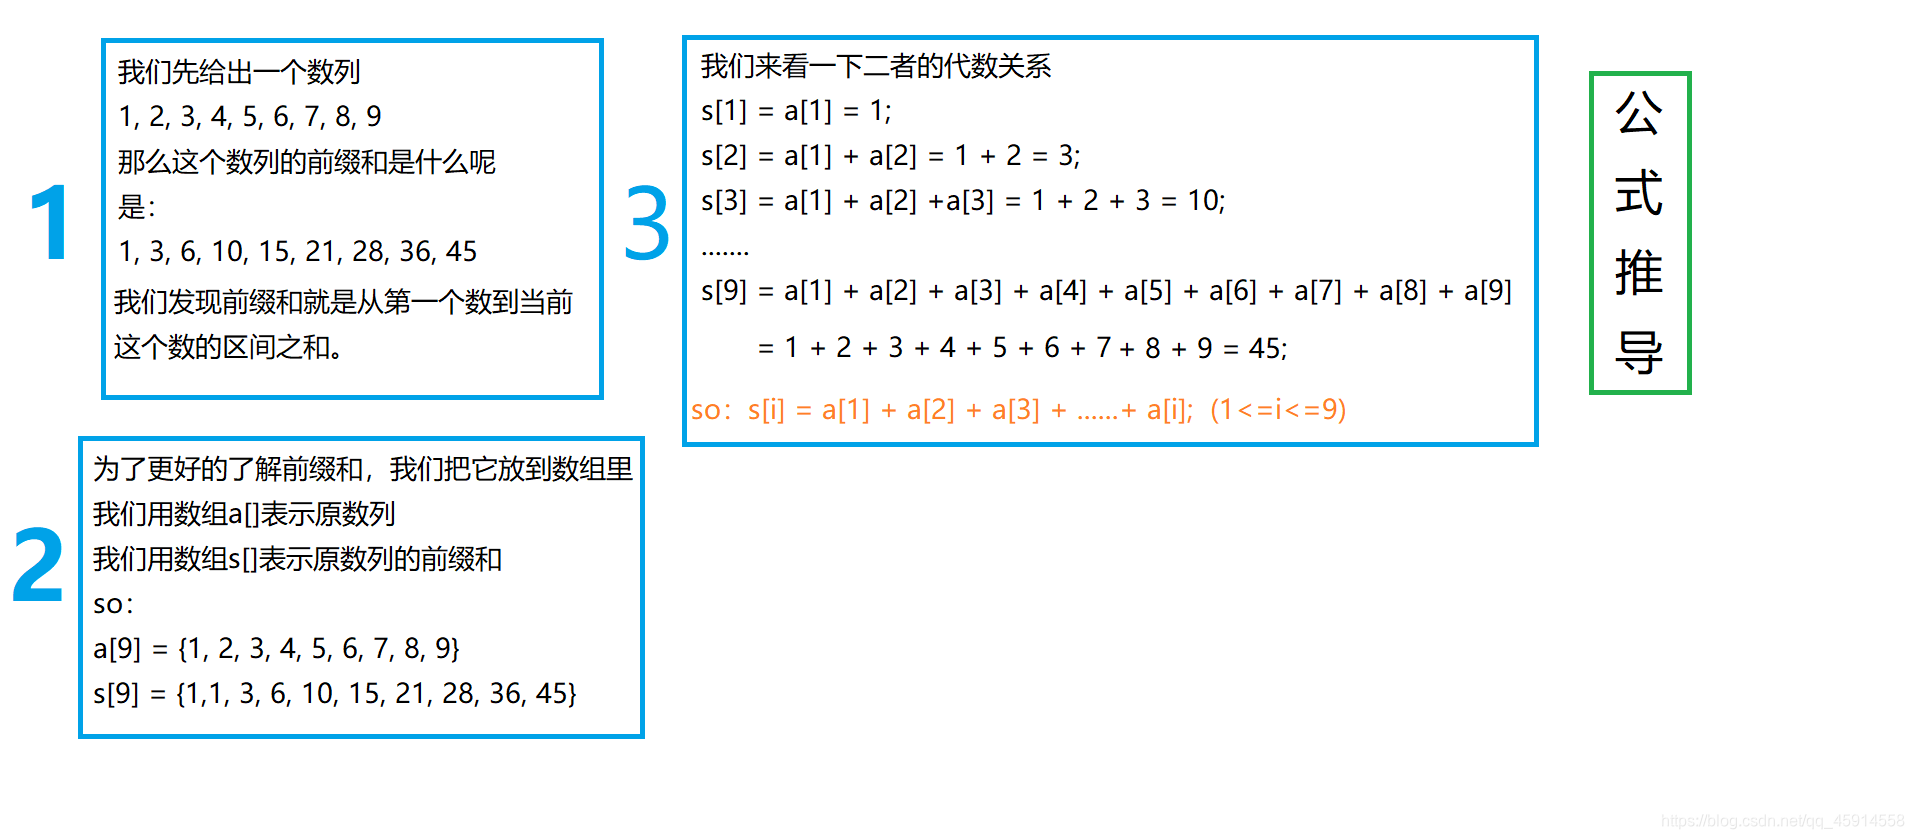 1
我们先给出一个数列
1, 2, 3, 4, 5, 6, 7, 8, 9
那么这个数列的前缀和是什么呢
是：
1, 3, 6, 10, 15, 21, 28, 36, 45
我们发现前缀和就是从第一个数到当前
这个数的区间之和。
2
为了更好的了解前缀和，我们把它放到数组里
我们用数组a[]表示原数列
我们用数组s[]表示原数列的前缀和
so：
a[9] = {1, 2, 3, 4, 5, 6, 7, 8, 9}
s[9] = {1,1, 3, 6, 10, 15, 21, 28, 36, 45}
3
我们来看一下二者的代数关系
s[1] = a[1] = 1;
s[2] = a[1] + a[2] = 1 + 2 = 3;
s[3] = a[1] + a[2] +a[3] = 1 + 2 + 3 = 10;
.......
s[9] = a[1] + a[2] + a[3] + a[4] + a[5] + a[6] + a[7] + a[8] + a[9]
= 1 + 2 + 3 + 4 + 5 + 6 + 7 + 8 + 9 = 45;
so：s[i] = a[1] + a[2] + a[3] + ......+ a[i];  (1<=i<=9)
公
式
推
导
https://blog.csdn.net/qq_45914558